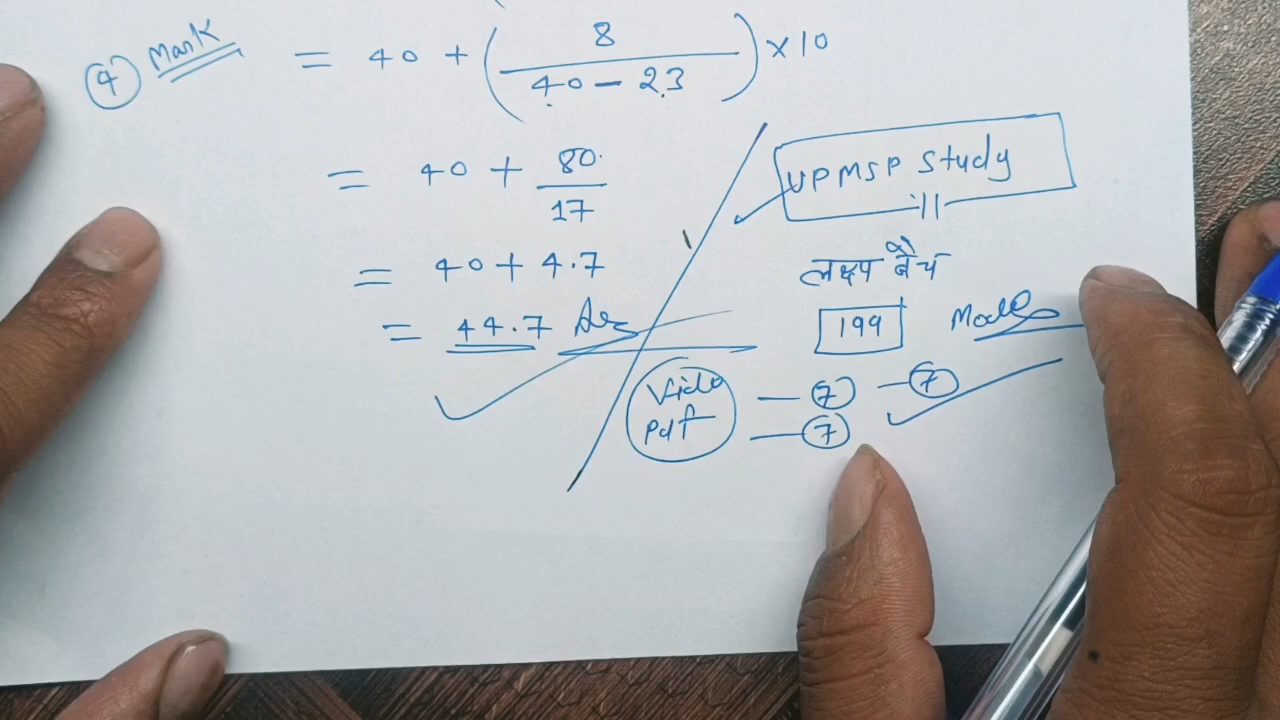 ④ Mark = 40 + (8 / 40 - 23) × 10
= 40 + 80 / 17
= 40 + 4.7
= 44.7 Ans
UPMSP Study
लक्ष्य बैच
199
Video pdf - 7 - 7
- 7